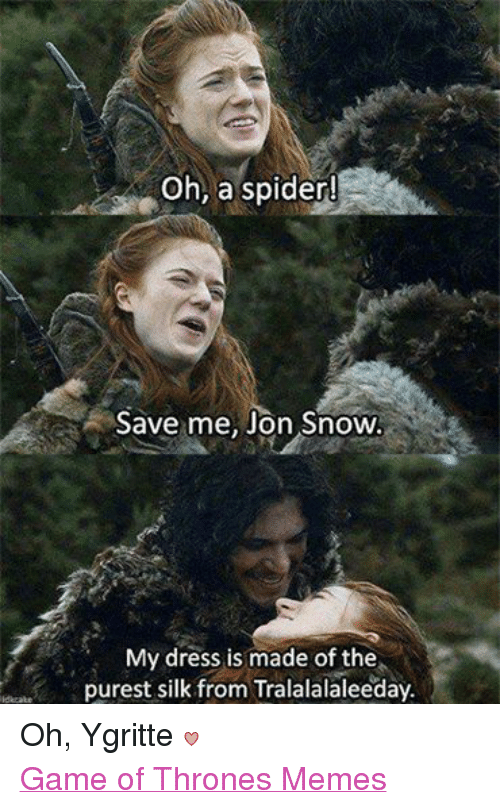 Oh, a spider!
Save me, Jon Snow.
My dress is made of the
purest silk from Tralalalaleeday.
Oh, Ygritte
Game of Thrones Memes